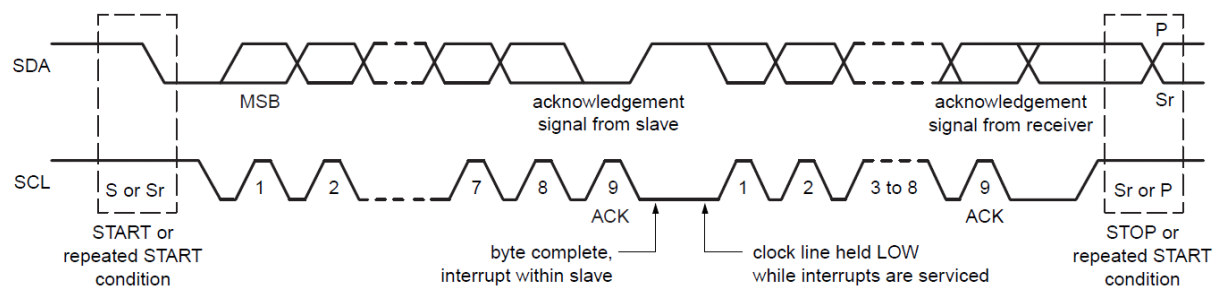 P
SDA
MSB
acknowledgement
signal from slave
acknowledgement
signal from receiver
Sr
SCL
S or Sr
1
2
7
8
9
1
2
3 to 8
9
Sr or P
ACK
ACK
START or
repeated START
condition
byte complete,
interrupt within slave
clock line held LOW
while interrupts are serviced
STOP or
repeated START
condition